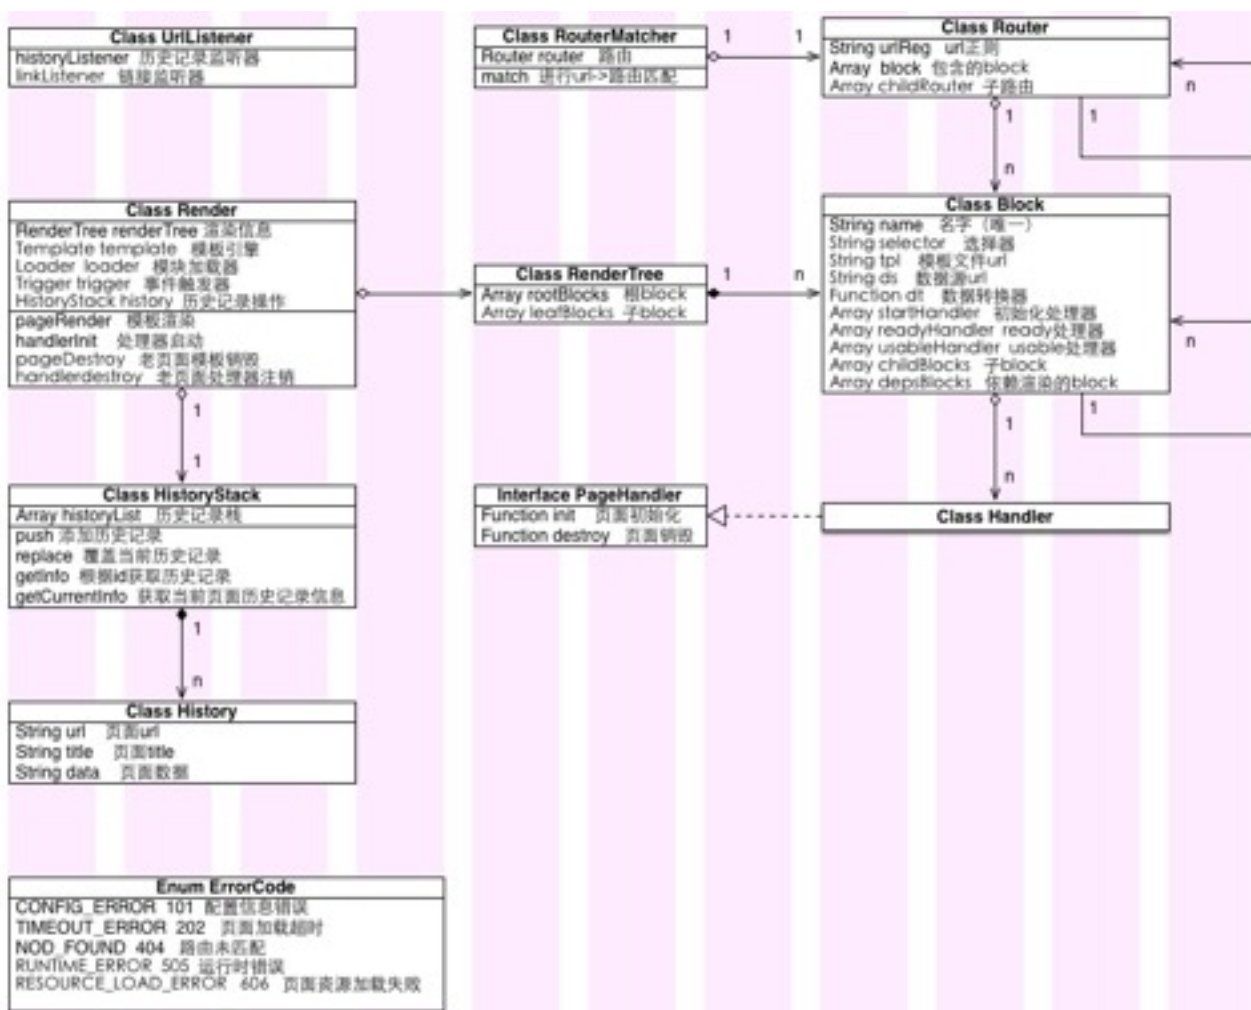 Class UrlListener
historyListener 历史记录监听器
linkListener 链接监听器
Class RouterMatcher
Router router 路由
match 进行url->路由匹配
1
1
Class Router
String urlReg url正则
Array block 包含的block
Array childRouter 子路由
n
1
1
n
Class Render
RenderTree renderTree 渲染信息
Template template 模板引擎
Loader loader 模块加载器
Trigger trigger 事件触发器
HistoryStack history 历史记录操作
pageRender 模板渲染
handlerInit 处理器启动
pageDestroy 老页面模板销毁
handlerdestroy 老页面处理器注销
Class RenderTree
Array rootBlocks 根block
Array leafBlocks 子block
1
n
Class Block
String name 名字（唯一）
String selector 选择器
String tpl 模板文件url
String ds 数据源url
Function dt 数据转换器
Array startHandler 初始化处理器
Array readyHandler ready处理器
Array usableHandler usable处理器
Array childBlocks 子block
Array depsBlocks 依赖渲染的block
n
1
1
1
1
n
Class HistoryStack
Array historyList 历史记录栈
push 添加历史记录
replace 覆盖当前历史记录
getInfo 根据id获取历史记录
getCurrentInfo 获取当前页面历史记录信息
Interface PageHandler
Function init 页面初始化
Function destroy 页面销毁
Class Handler
1
n
Class History
String url 页面url
String title 页面title
String data 页面数据
Enum ErrorCode
CONFIG_ERROR 101 配置信息错误
TIMEOUT_ERROR 202 页面加载超时
NOD_FOUND 404 路由未匹配
RUNTIME_ERROR 505 运行时错误
RESOURCE_LOAD_ERROR 606 页面资源加载失败